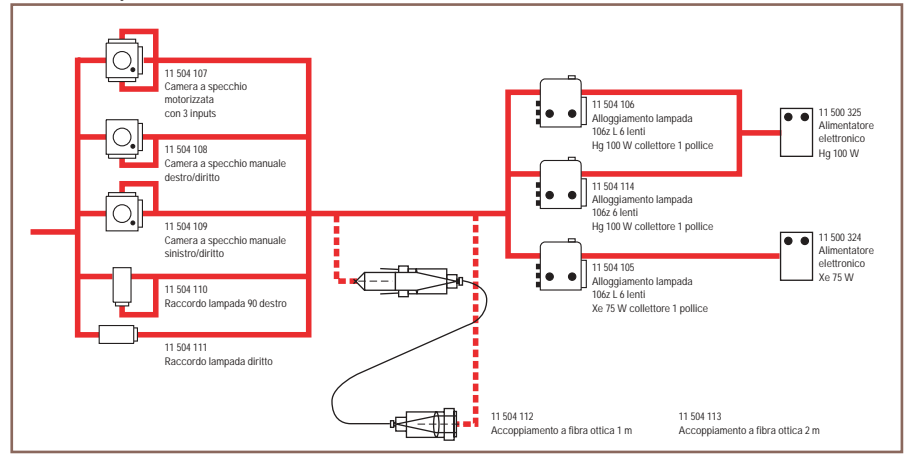 11 504 107
Camera a specchio
motorizzata
con 3 inputs
11 504 108
Camera a specchio manuale
destro/diritto
11 504 109
Camera a specchio manuale
sinistro/diritto
11 504 110
Raccordo lampada 90 destro
11 504 111
Raccordo lampada diritto
11 504 106
Alloggiamento lampada
106z L 6 lenti
Hg 100 W collettore 1 pollice
11 504 114
Alloggiamento lampada
106z 6 lenti
Hg 100 W collettore 1 pollice
11 504 105
Alloggiamento lampada
106z L 6 lenti
Xe 75 W collettore 1 pollice
11 500 325
Alimentatore
elettronico
Hg 100 W
11 500 324
Alimentatore
elettronico
Xe 75 W
11 504 112
Accoppiamento a fibra ottica 1 m
11 504 113
Accoppiamento a fibra ottica 2 m